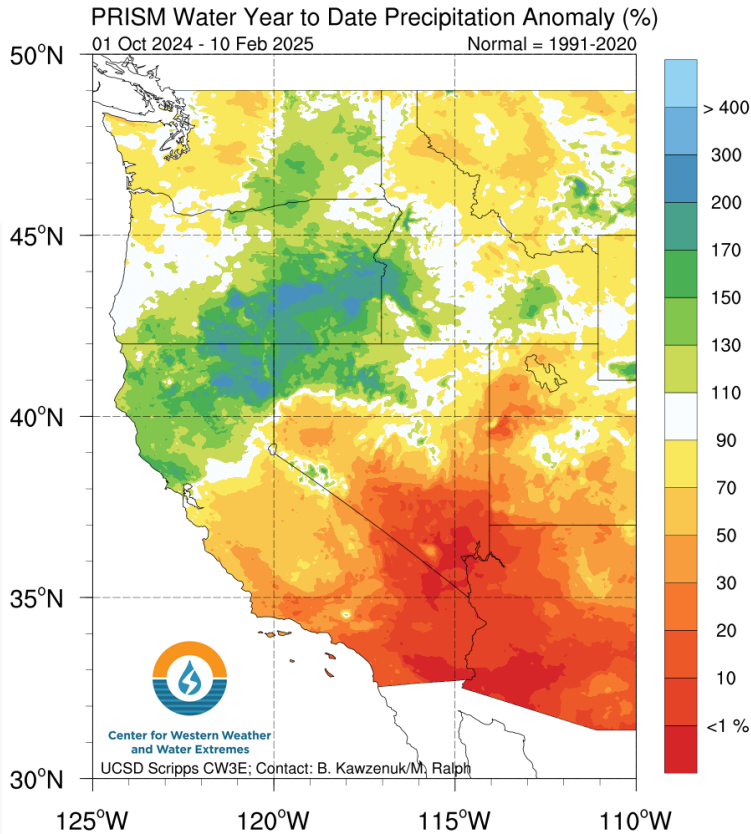 PRISM Water Year to Date Precipitation Anomaly (%)
01 Oct 2024 - 10 Feb 2025 Normal = 1991-2020
50°N
> 400
300
200
45°N
170
150
130
110
40°N
90
70
50
35°N
30
20
10
<1 %
Center for Western Weather
and Water Extremes
UCSD Scripps CW3E; Contact: B. Kawzenuk/M. Ralph
30°N
125°W 120°W 115°W 110°W